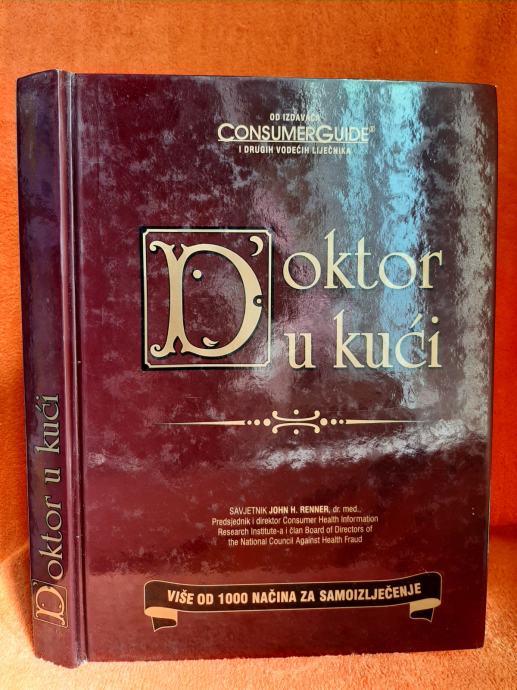 OD IZDAVAČA
CONSUMERGUIDE®
I DRUGIH VODEĆIH LIJEČNIKA
Doktor
u kući
SAVJETNIK JOHN H. RENNER, dr. med.,
Predsjednik i direktor Consumer Health Information
Research Institute-a i član Board of Directors of
the National Council Against Health Fraud
VIŠE OD 1000 NAČINA ZA SAMOIZLJEČENJE
Doktor u kući